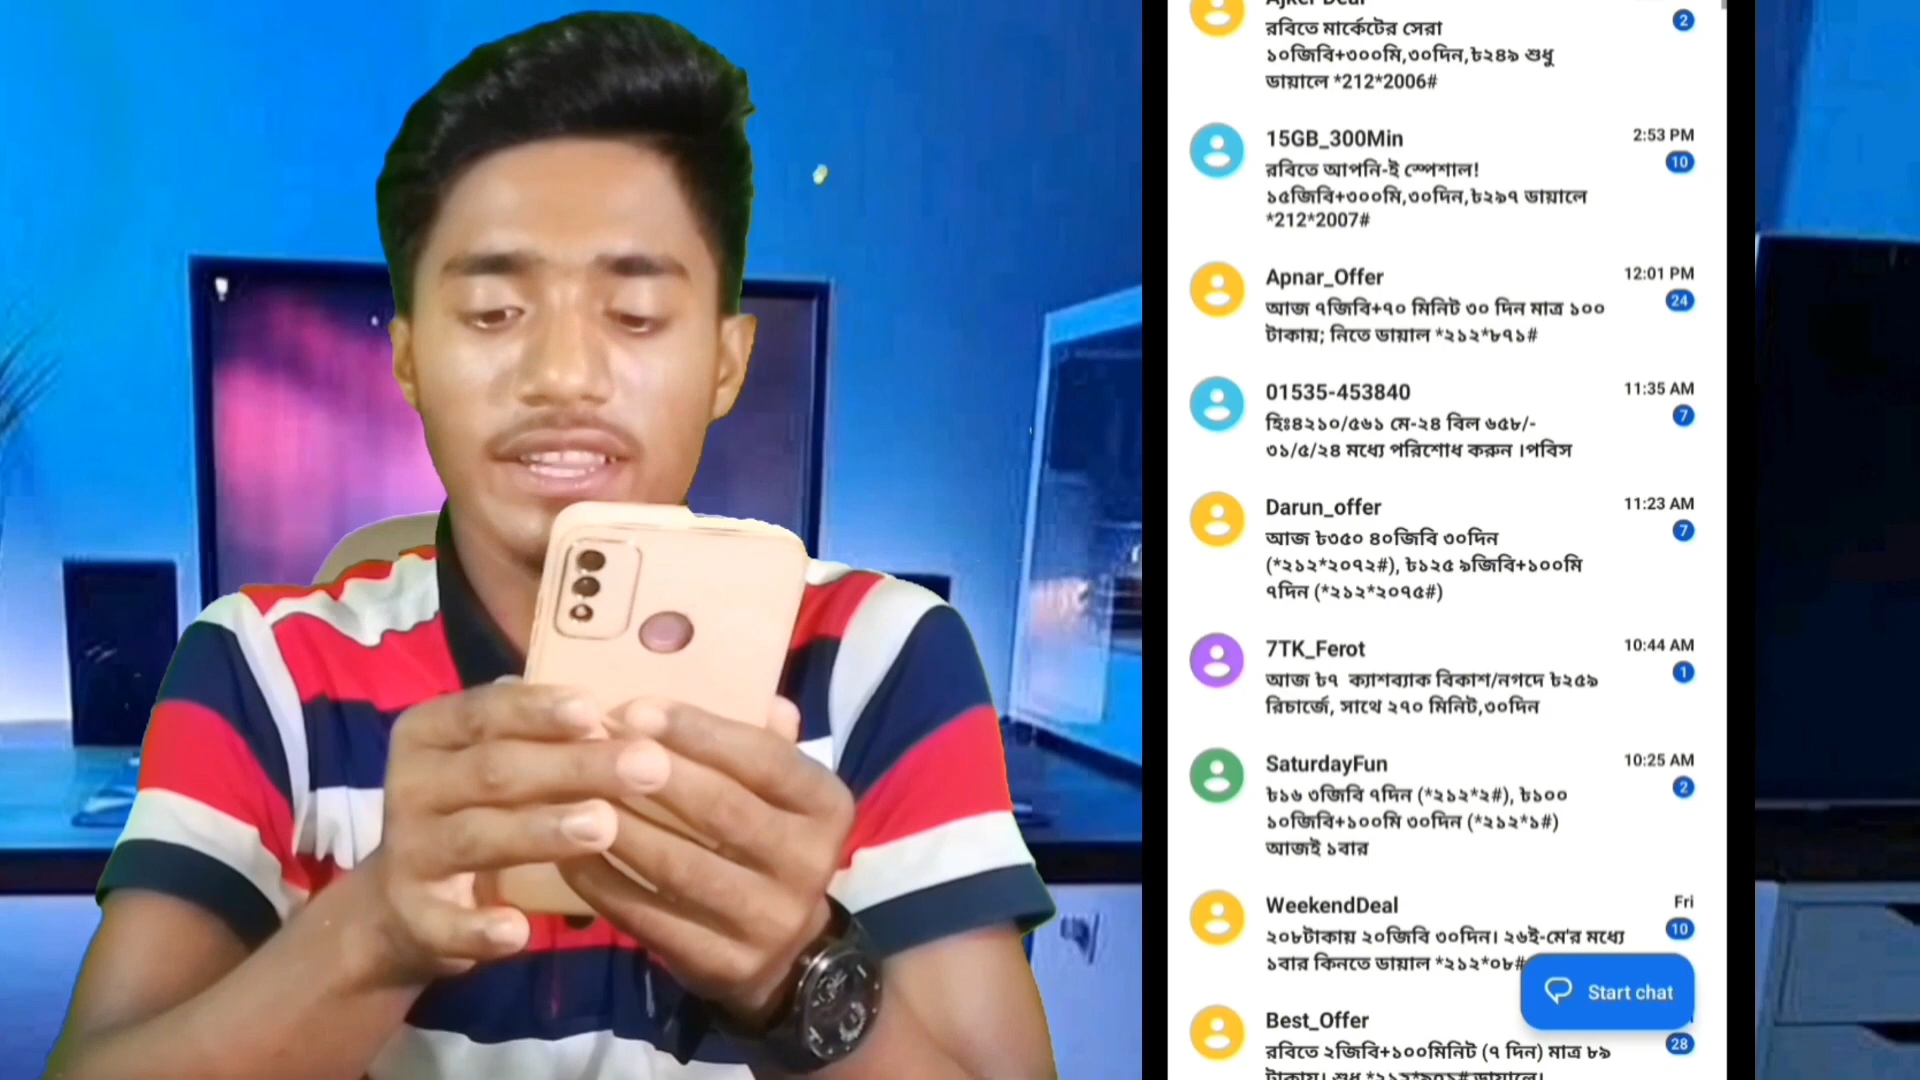 Ajker Deal
2
রবিতে মার্কেটের সেরা
১০জিবি+৩০০মি,৩০দিন,৳২৪৯ শুধু
ডায়ালে *212*2006#
15GB_300Min
2:53 PM
10
রবিতে আপনি-ই স্পেশাল!
১৫জিবি+৩০০মি,৩০দিন,৳২৯৭ ডায়ালে
*212*2007#
Apnar_Offer
12:01 PM
24
আজ ৭জিবি+৭০ মিনিট ৩০ দিন মাত্র ১০০
টাকায়; নিতে ডায়াল *২১২*৮৭১#
01535-453840
11:35 AM
7
হিঃ৪২১০/৫৬১ মে-২৪ বিল ৬৫৮/-
৩১/৫/২৪ মধ্যে পরিশোধ করুন।পবিস
Darun_offer
11:23 AM
7
আজ ৳৩৫০ ৪০জিবি ৩০দিন
(*২১২*২০৭২#), ৳১২৫ ৯জিবি+১০০মি
৭দিন (*২১২*২০৭৫#)
7TK_Ferot
10:44 AM
1
আজ ৳৭ ক্যাশব্যাক বিকাশ/নগদে ৳২৫৯
রিচার্জে, সাথে ২৭০ মিনিট,৩০দিন
SaturdayFun
10:25 AM
2
৳১৬ ৩জিবি ৭দিন (*২১২*২#), ৳১০০
১০জিবি+১০০মি ৩০দিন (*২১২*১#)
আজই ১বার
WeekendDeal
Fri
10
২০৮টাকায় ২০জিবি ৩০দিন। ২৬ই-মে'র মধ্যে
১বার কিনতে ডায়াল *২১২*০৮#
Start chat
Best_Offer
28
রবিতে ২জিবি+১০০মিনিট (৭ দিন) মাত্র ৮৯
টাকায়। শুধু ডায়ালে।